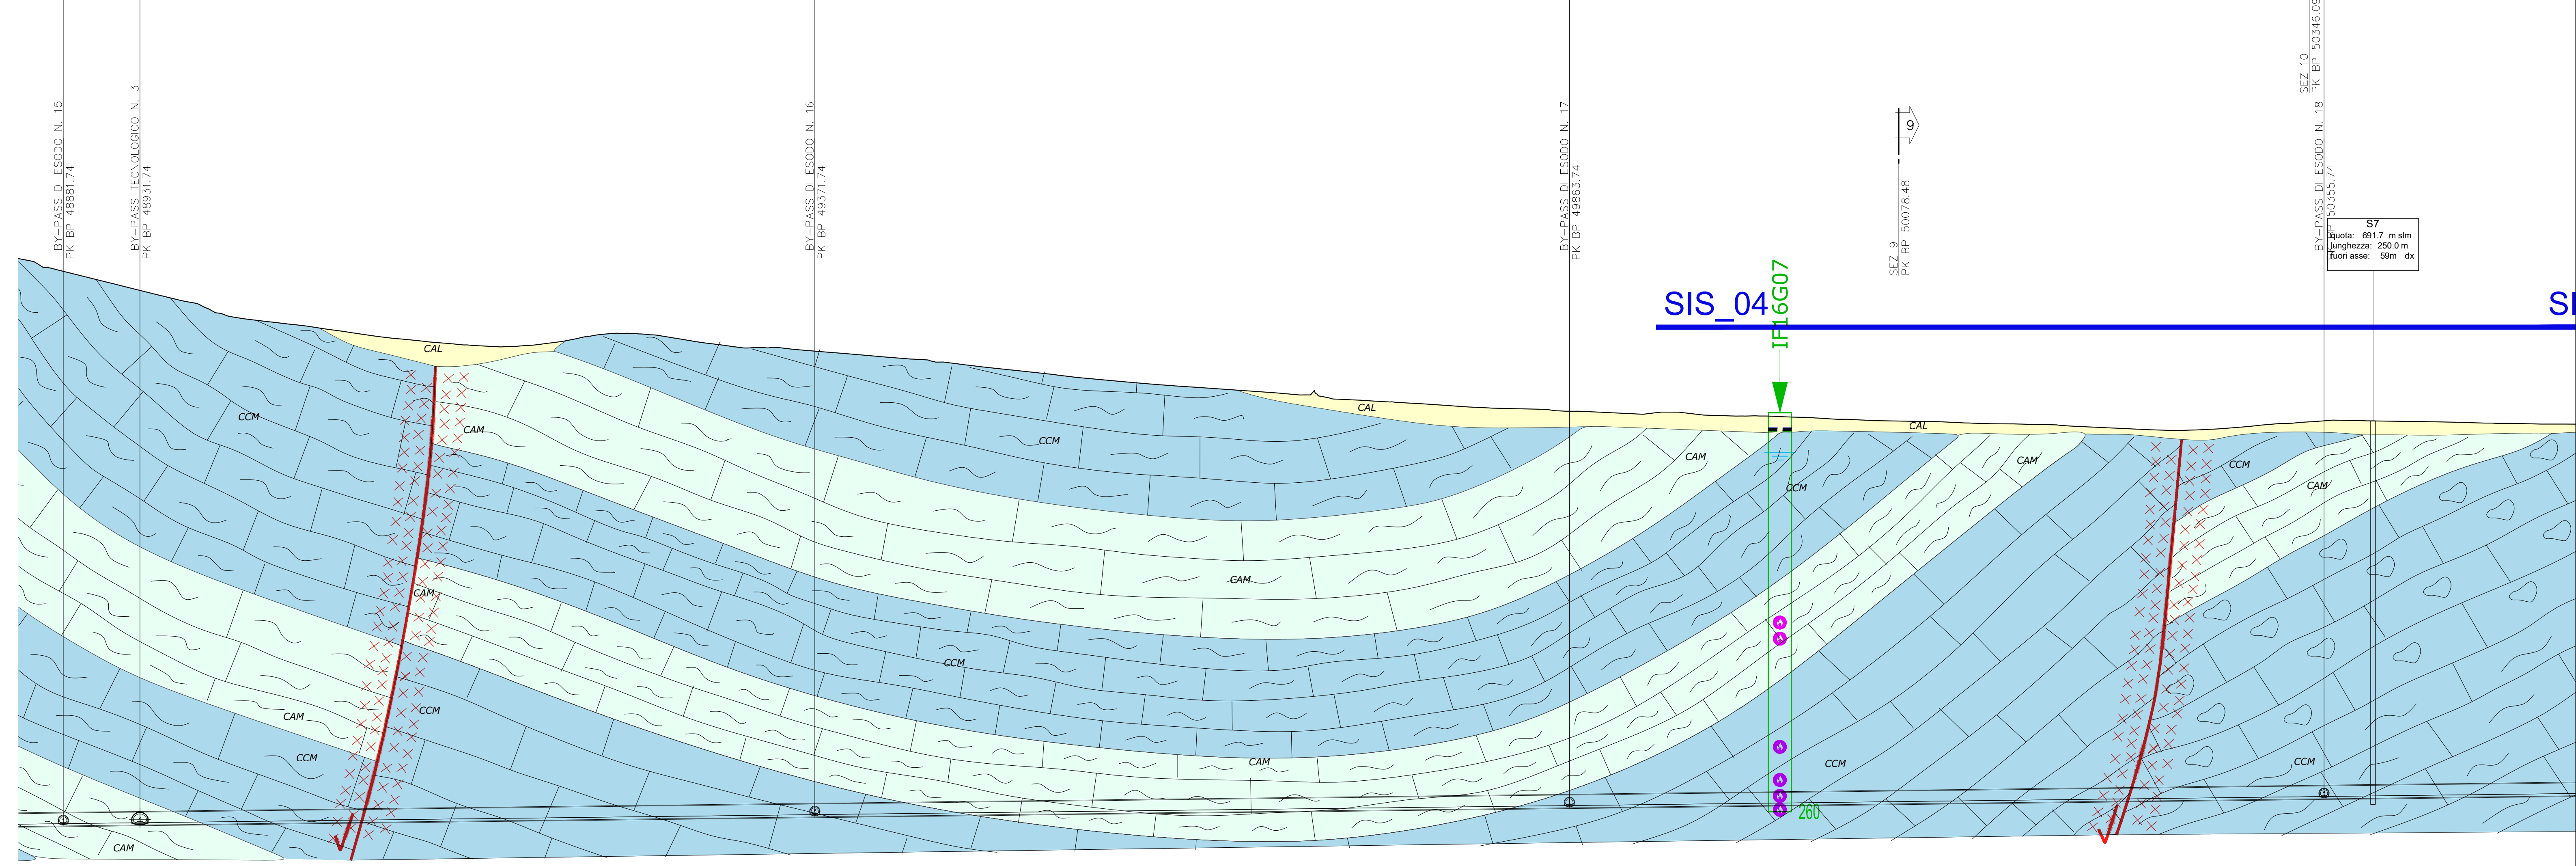 BY-PASS DI ESODO N. 15
PK BP 48881.74
BY-PASS TECNOLOGICO N. 3
PK BP 48931.74
BY-PASS DI ESODO N. 16
PK BP 49371.74
BY-PASS DI ESODO N. 17
PK BP 49863.74
9
SEZ 9
PK BP 50078.48
SEZ 10
PK BP 50346.09
BY-PASS DI ESODO N. 18
PK BP 50355.74
S7
quota: 691.7 m slm
lunghezza: 250.0 m
fuori asse: 59m dx
SIS_04
IF16G07
SI
CAL
CAL
CAL
CCM
CAM
CCM
CAM
CCM
CAM
CCM
CAM
CAM
CAM
CCM
CCM
CAM
CCM
CAM
CAM
CCM
CCM
CCM
260
CAM